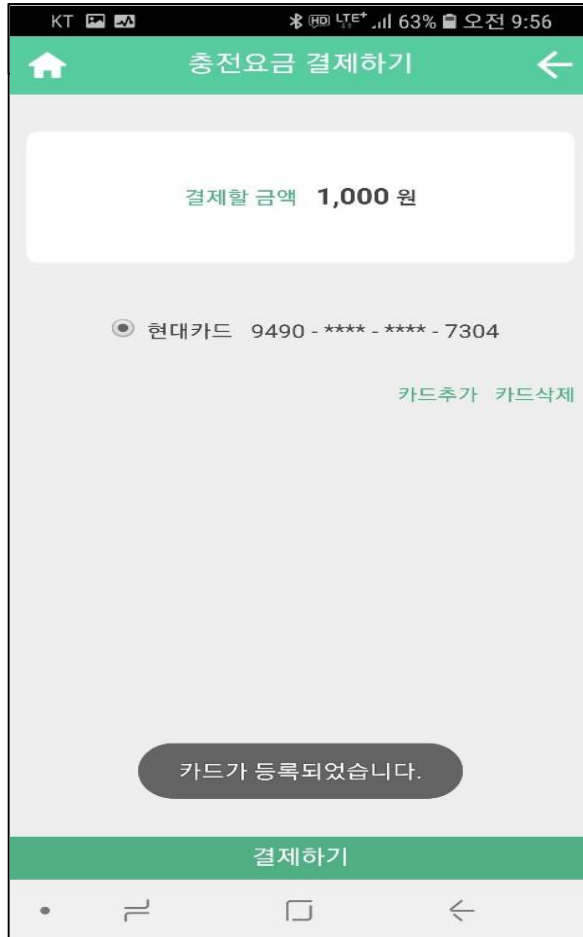 KT HD LTE+ 63% 오전 9:56
충전요금 결제하기
결제할 금액 1,000 원
현대카드 9490 - **** - **** - 7304
카드추가 카드삭제
카드가 등록되었습니다.
결제하기